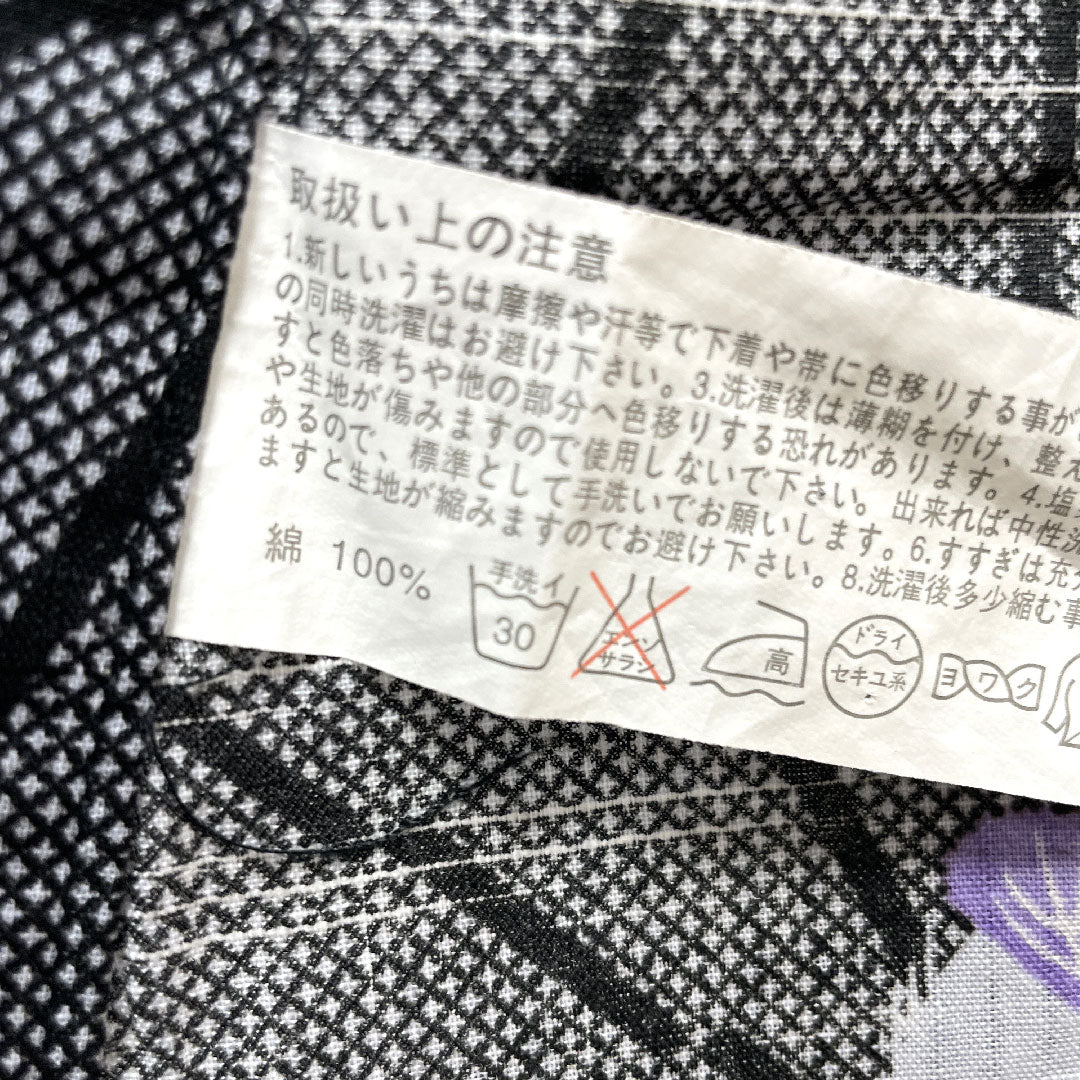 取扱い上の注意
1.新しいうちは摩擦や汗等で下着や帯に色移りする事が
の同時洗濯はお避け下さい。3.洗濯後は薄糊を付け、整
すと色落ちや他の部分へ色移りする恐れがあります。4.塩
や生地が傷みますので使用しないで下さい。出来れば中性洗
あるので、標準として手洗いでお願いします。6.すすぎは充
ますと生地が縮みますのでお避け下さい。8.洗濯後多少縮む事
綿 100%
手洗イ
30
エンソ
サラシ
高
ドライ
セキユ系
ヨワク